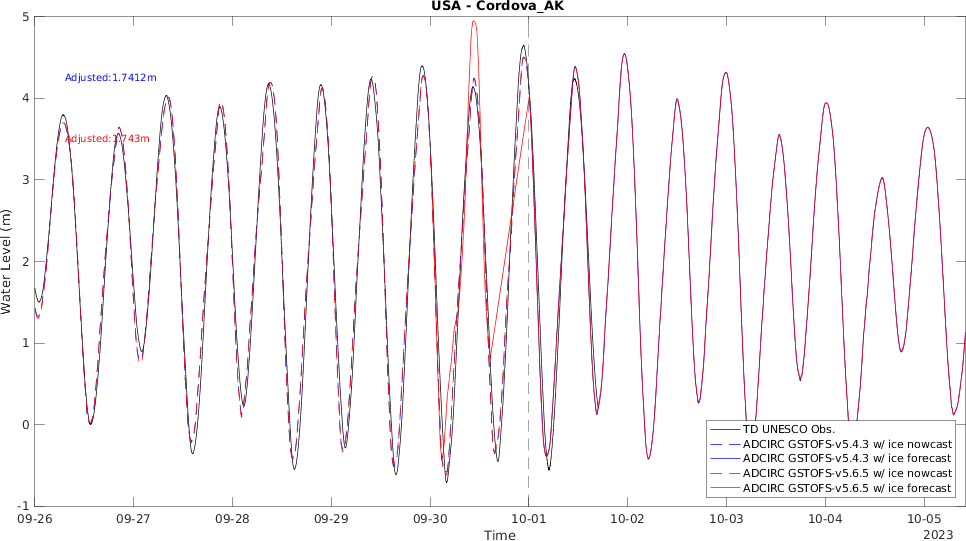 USA - Cordova_AK
5
4
3
2
1
0
-1
Water Level (m)
Adjusted:1.7412m
Adjusted:1.743m
TD UNESCO Obs.
ADCIRC GSTOFS-v5.4.3 w/ ice nowcast
ADCIRC GSTOFS-v5.4.3 w/ ice forecast
ADCIRC GSTOFS-v5.6.5 w/ ice nowcast
ADCIRC GSTOFS-v5.6.5 w/ ice forecast
09-26 09-27 09-28 09-29 09-30 10-01 10-02 10-03 10-04 10-05
Time
2023